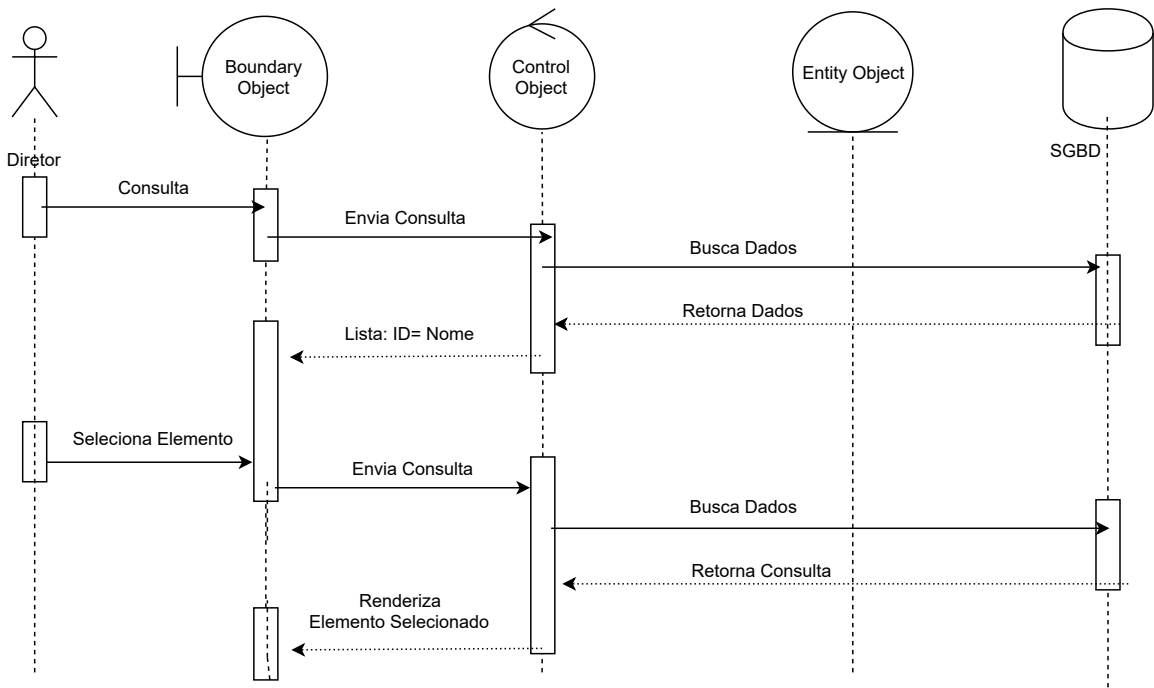 Boundary
Object
Control
Object
Entity Object
Diretor
SGBD
Consulta
Envia Consulta
Busca Dados
Retorna Dados
Lista: ID= Nome
Seleciona Elemento
Envia Consulta
Busca Dados
Retorna Consulta
Renderiza
Elemento Selecionado